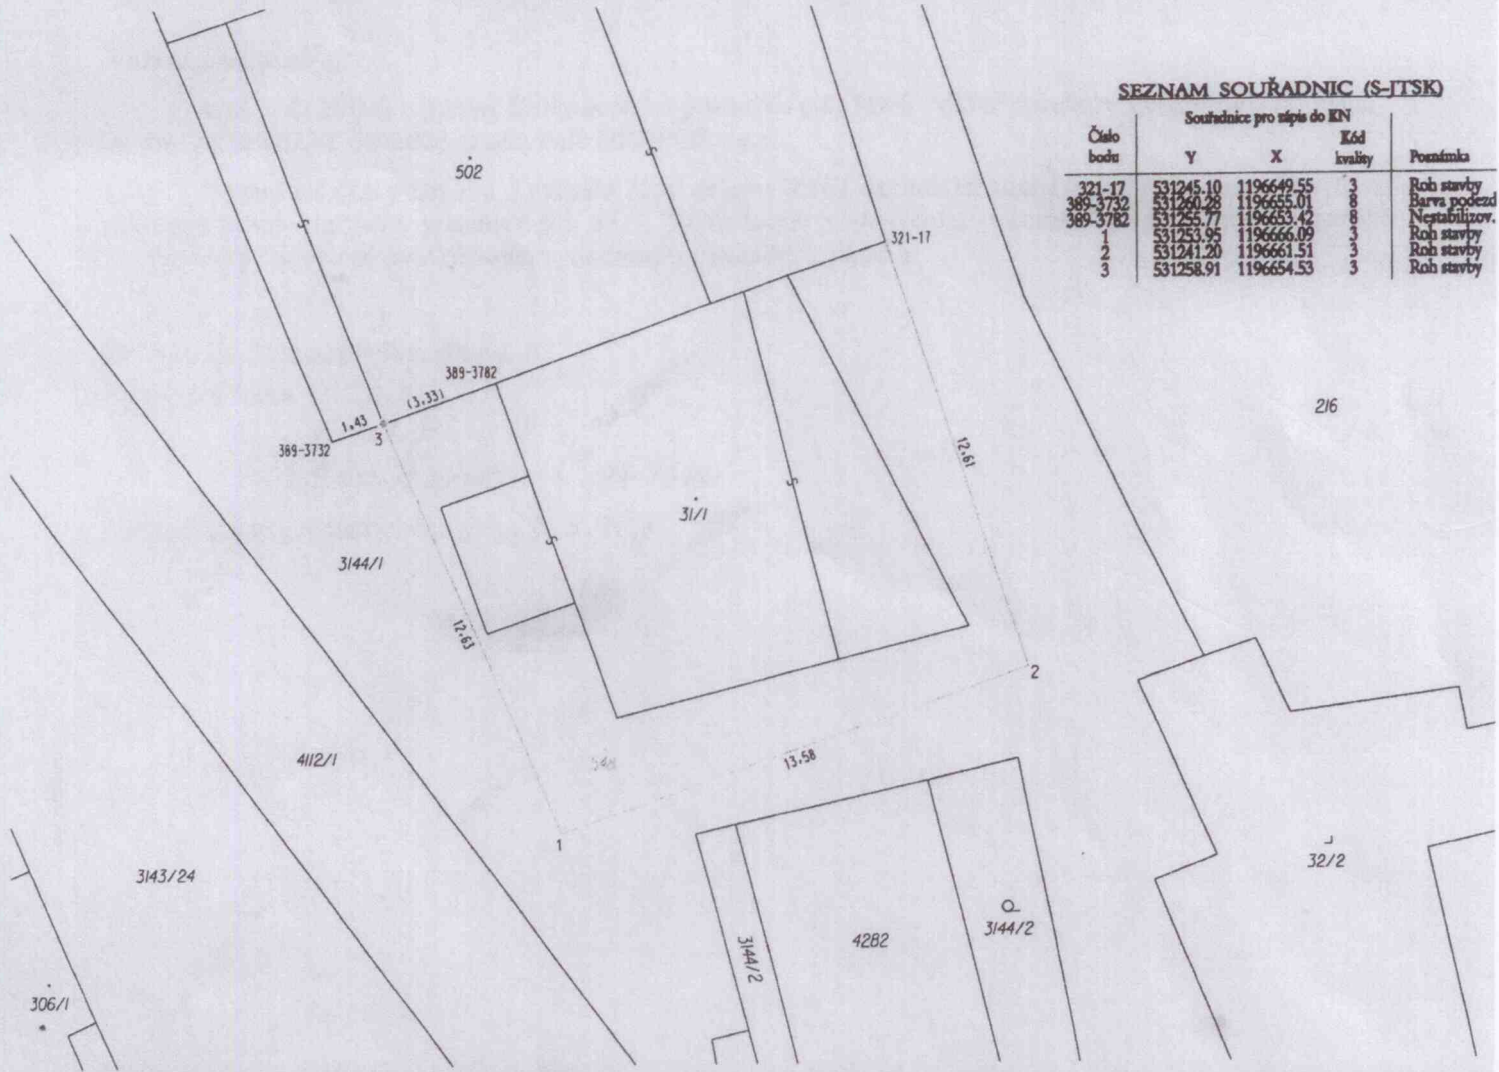 SEZNAM SOUŘADNIC (S-JTSK)
Souřadnice pro zápis do KN
Číslo bodu Y X Kód kvality Poznámka
321-17 531245.10 1196649.55 3 Roh stavby
389-3732 531260.28 1196655.01 8 Barva podezd
389-3782 531255.77 1196653.42 8 Nestabilizov.
1 531253.95 1196666.09 3 Roh stavby
2 531241.20 1196661.51 3 Roh stavby
3 531258.91 1196654.53 3 Roh stavby
502
S
S
321-17
389-3782
(3,33)
1,43
3
389-3732
216
12,61
S
31/1
S
3144/1
12,63
2
4112/1
13,58
1
3143/24
32/2
3144/2
4282
3144/2
306/1